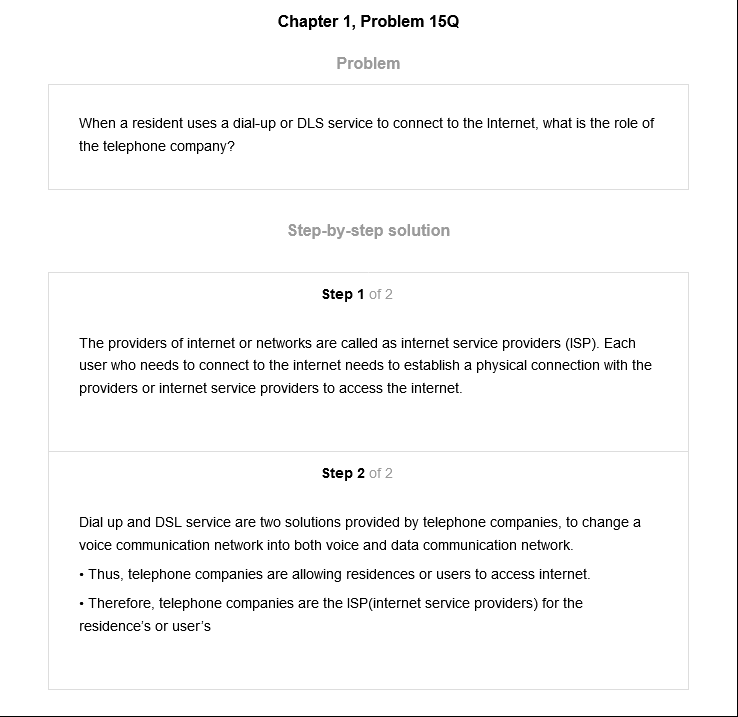 Chapter 1, Problem 15Q
Problem
When a resident uses a dial-up or DLS service to connect to the Internet, what is the role of
the telephone company?
Step-by-step solution
Step 1 of 2
The providers of internet or networks are called as internet service providers (ISP). Each
user who needs to connect to the internet needs to establish a physical connection with the
providers or internet service providers to access the internet.
Step 2 of 2
Dial up and DSL service are two solutions provided by telephone companies, to change a
voice communication network into both voice and data communication network.
• Thus, telephone companies are allowing residences or users to access internet.
• Therefore, telephone companies are the ISP(internet service providers) for the
residence’s or user’s